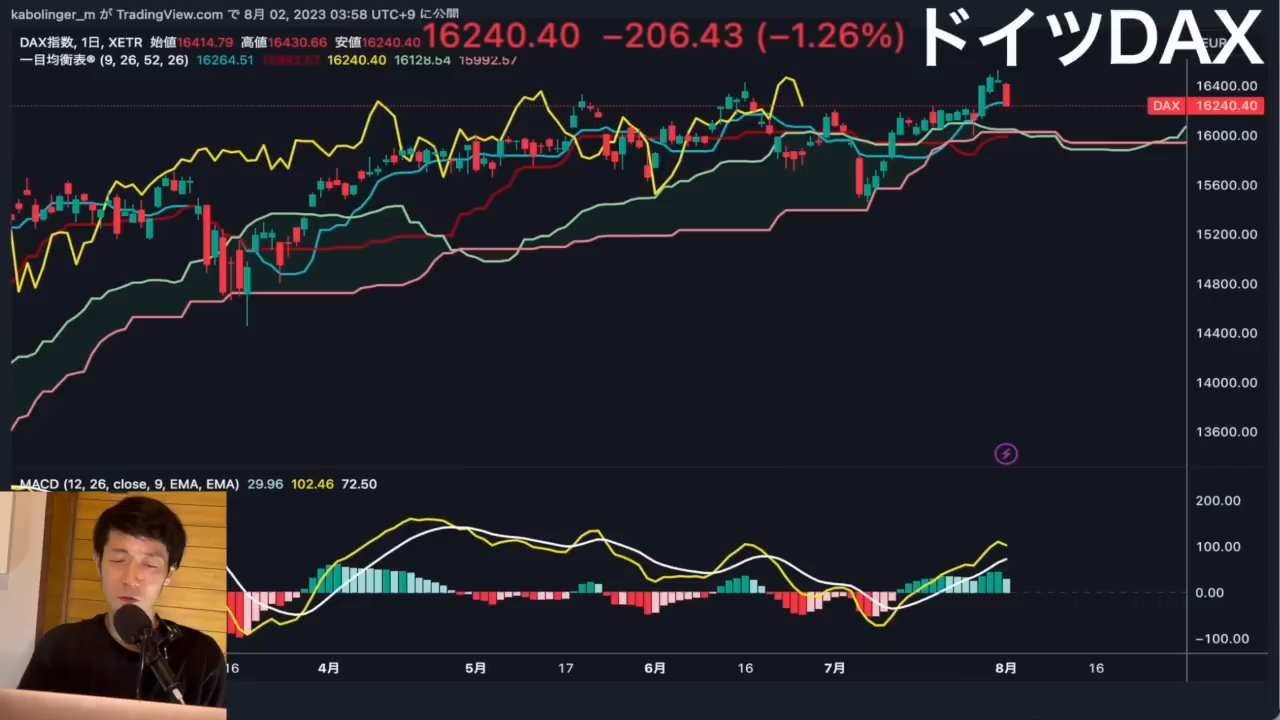 kabolinger_m が TradingView.com で 8月 02, 2023 03:58 UTC+9 に公開
ドイツDAX
DAX指数, 1日, XETR 始値16414.79 高値16430.66 安値16240.40 16240.40 −206.43 (−1.26%)
一目均衡表 (9, 26, 52, 26) 16264.51 15992.57 16240.40 16128.54 15992.57
16400.00
DAX 16240.40
16000.00
15600.00
15200.00
14800.00
14400.00
14000.00
13600.00
MACD (12, 26, close, 9, EMA, EMA) 29.96 102.46 72.50
200.00
100.00
0.00
−100.00
16 4月 5月 17 6月 16 7月 8月 16